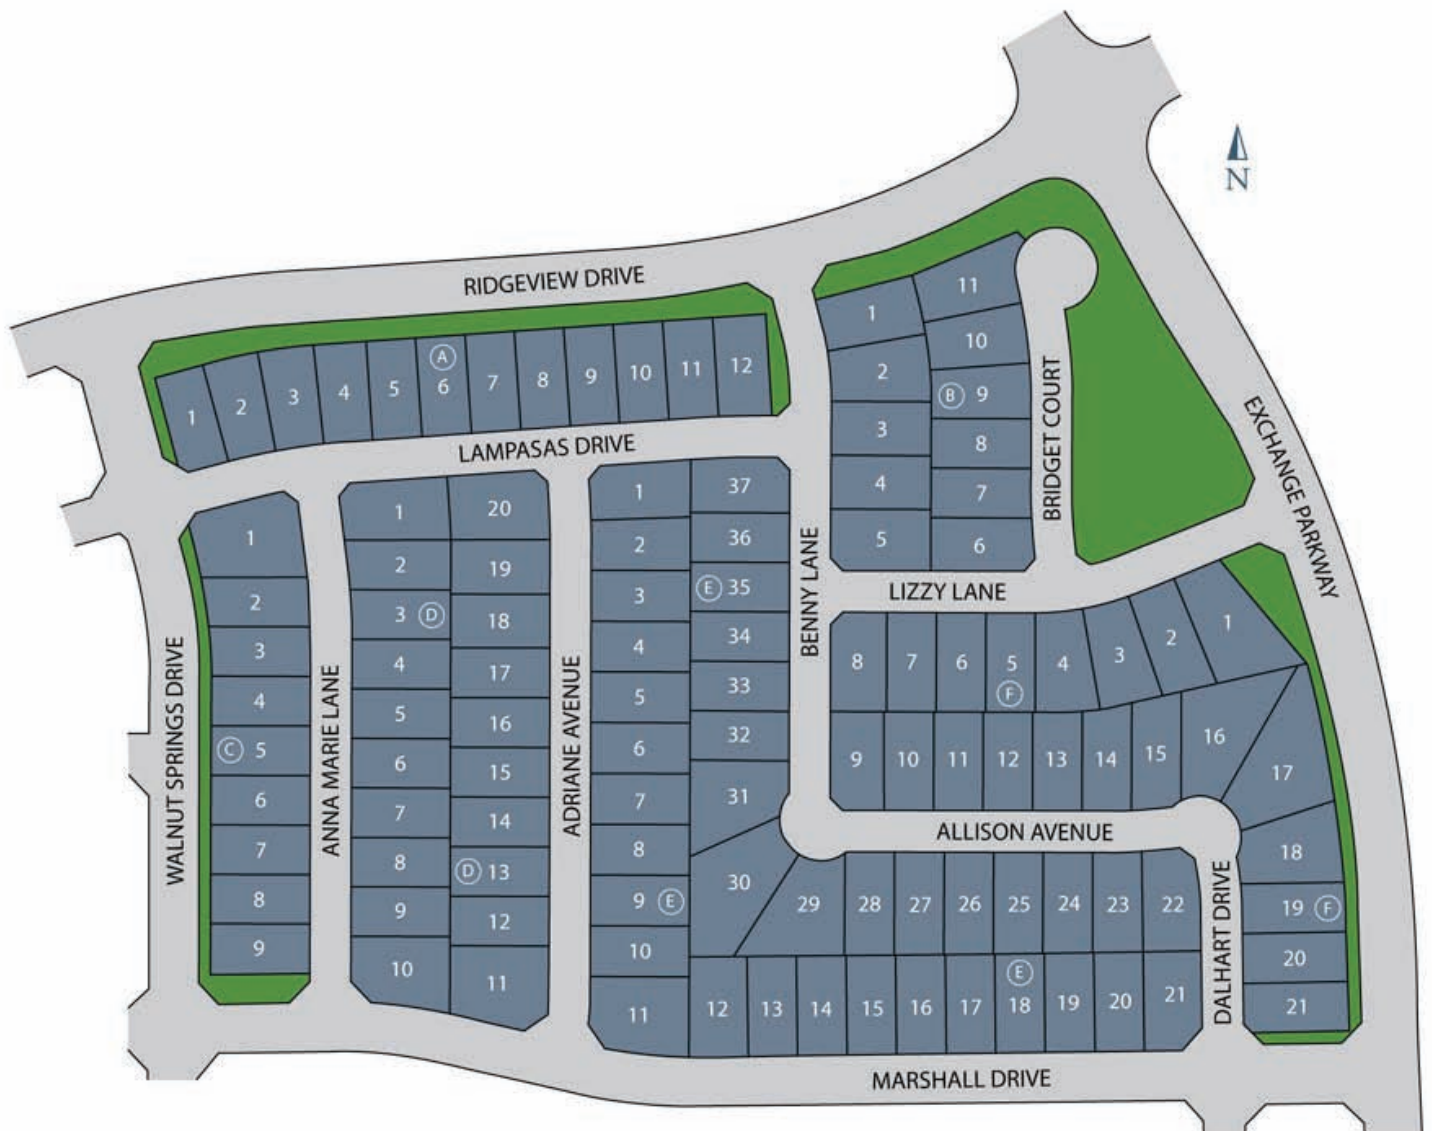 N
RIDGEVIEW DRIVE
1 2 3 4 5 A 6 7 8 9 10 11 12
LAMPASAS DRIVE
1
2
3
4
5
11
10
B 9
8
7
6
BRIDGET COURT
EXCHANGE PARKWAY
LIZZY LANE
WALNUT SPRINGS DRIVE
1
2
3
4
C 5
6
7
8
9
ANNA MARIE LANE
1
2
3 D
4
5
6
7
8
9
10
20
19
18
17
16
15
14
D 13
12
11
ADRIANE AVENUE
1
2
3
4
5
6
7
8
9 E
10
11
37
36
E 35
34
33
32
31
30
BENNY LANE
8 7 6 5 F 4 3 2 1
9 10 11 12 13 14 15 16
17
18
19 F
20
21
ALLISON AVENUE
29 28 27 26 25 24 23 22
12 13 14 15 16 17 E 18 19 20 21
DALHART DRIVE
MARSHALL DRIVE